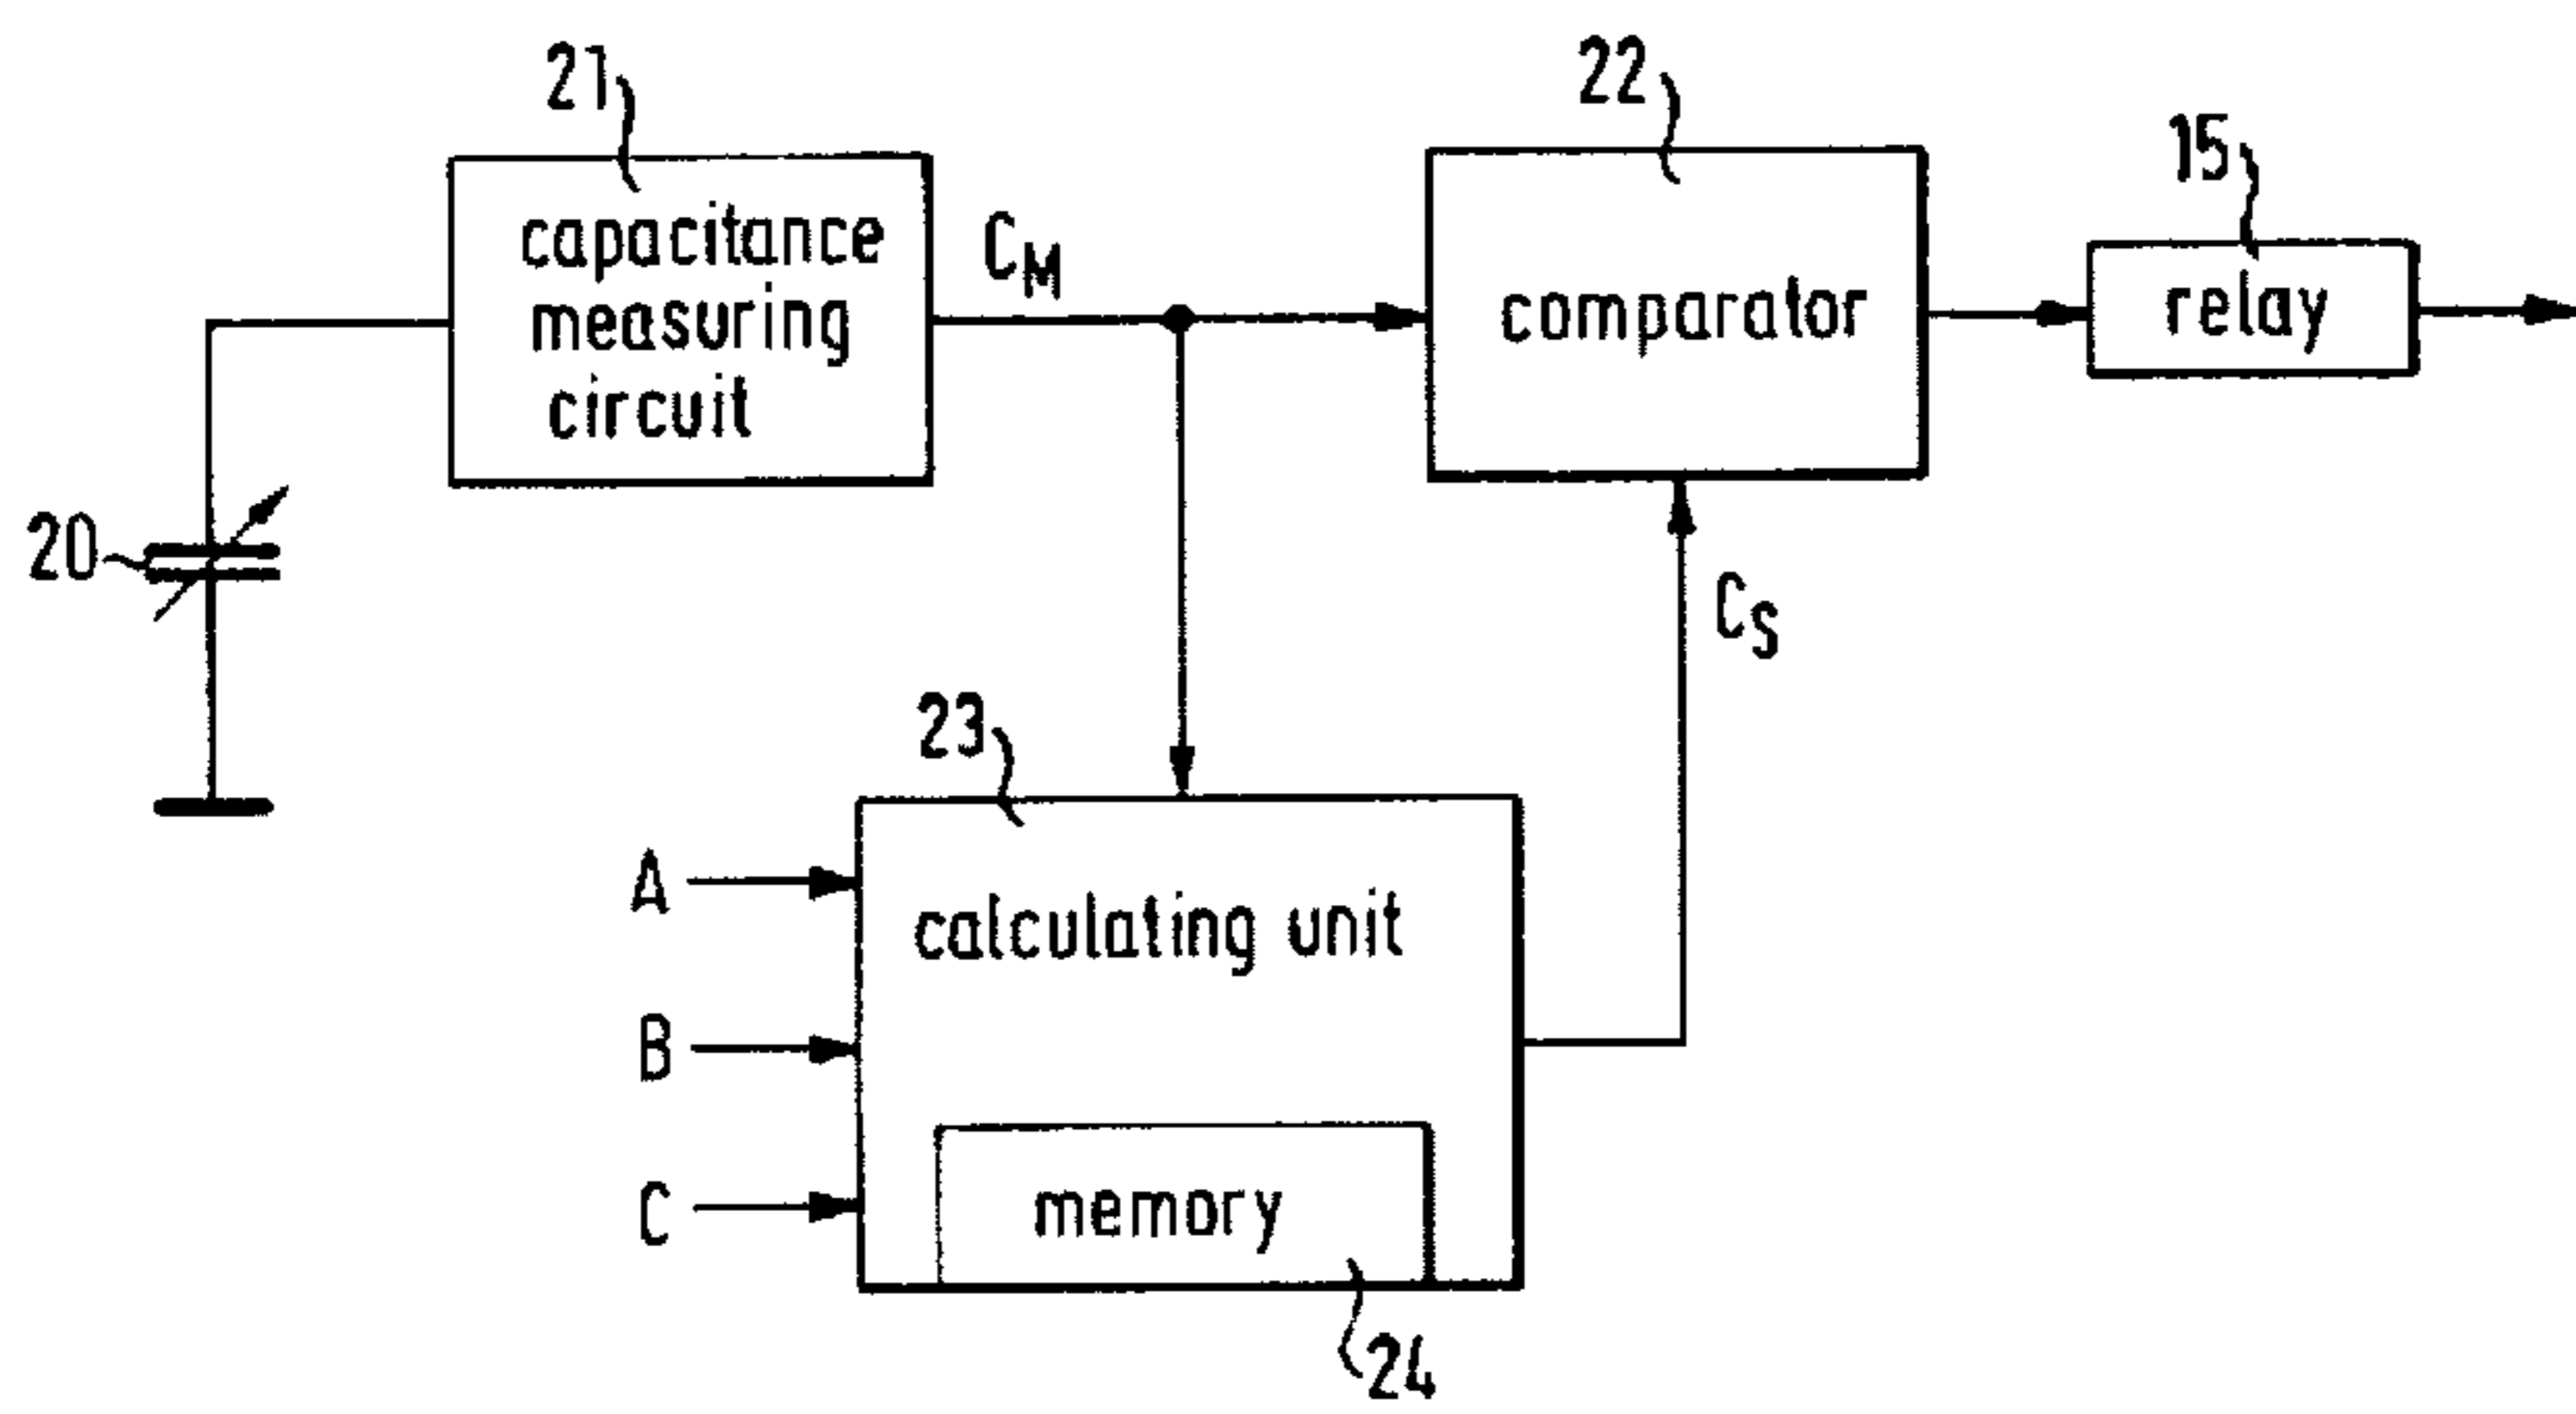 21
22
15
capacitance
measuring
circuit
C_M
comparator
relay
20
C_S
23
A
calculating unit
B
C
memory
24